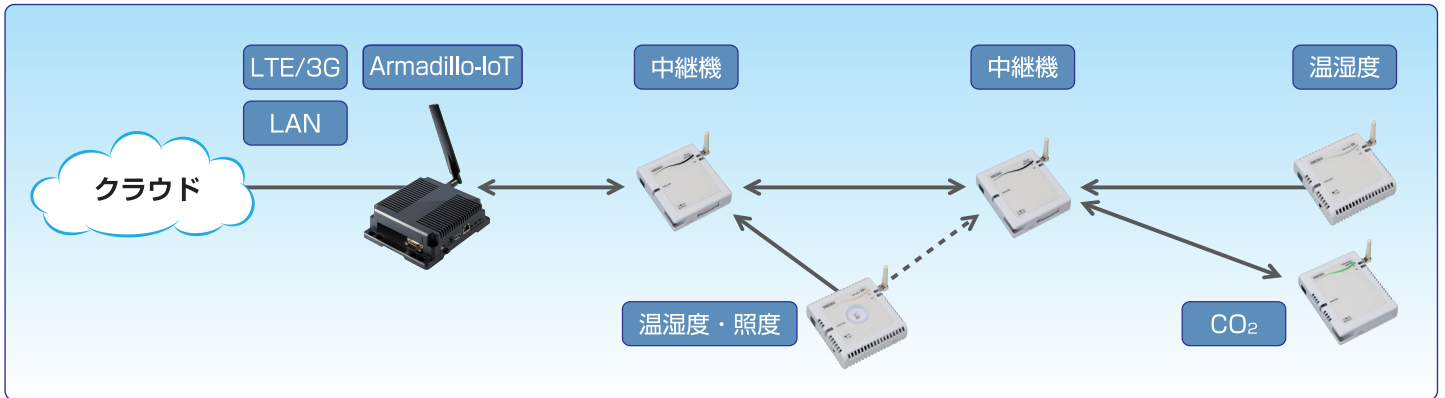 LTE/3G
Armadillo-IoT
中継機
中継機
温湿度
LAN
クラウド
温湿度・照度
CO₂